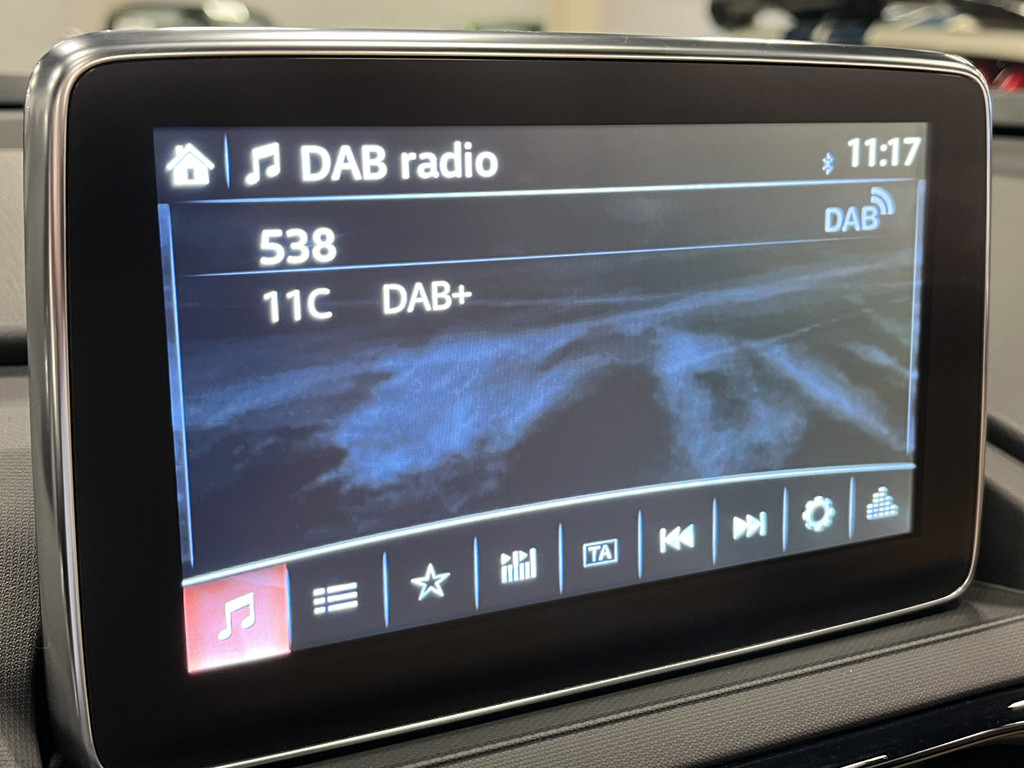 DAB radio 11:17
538 DAB
11C DAB+
TA